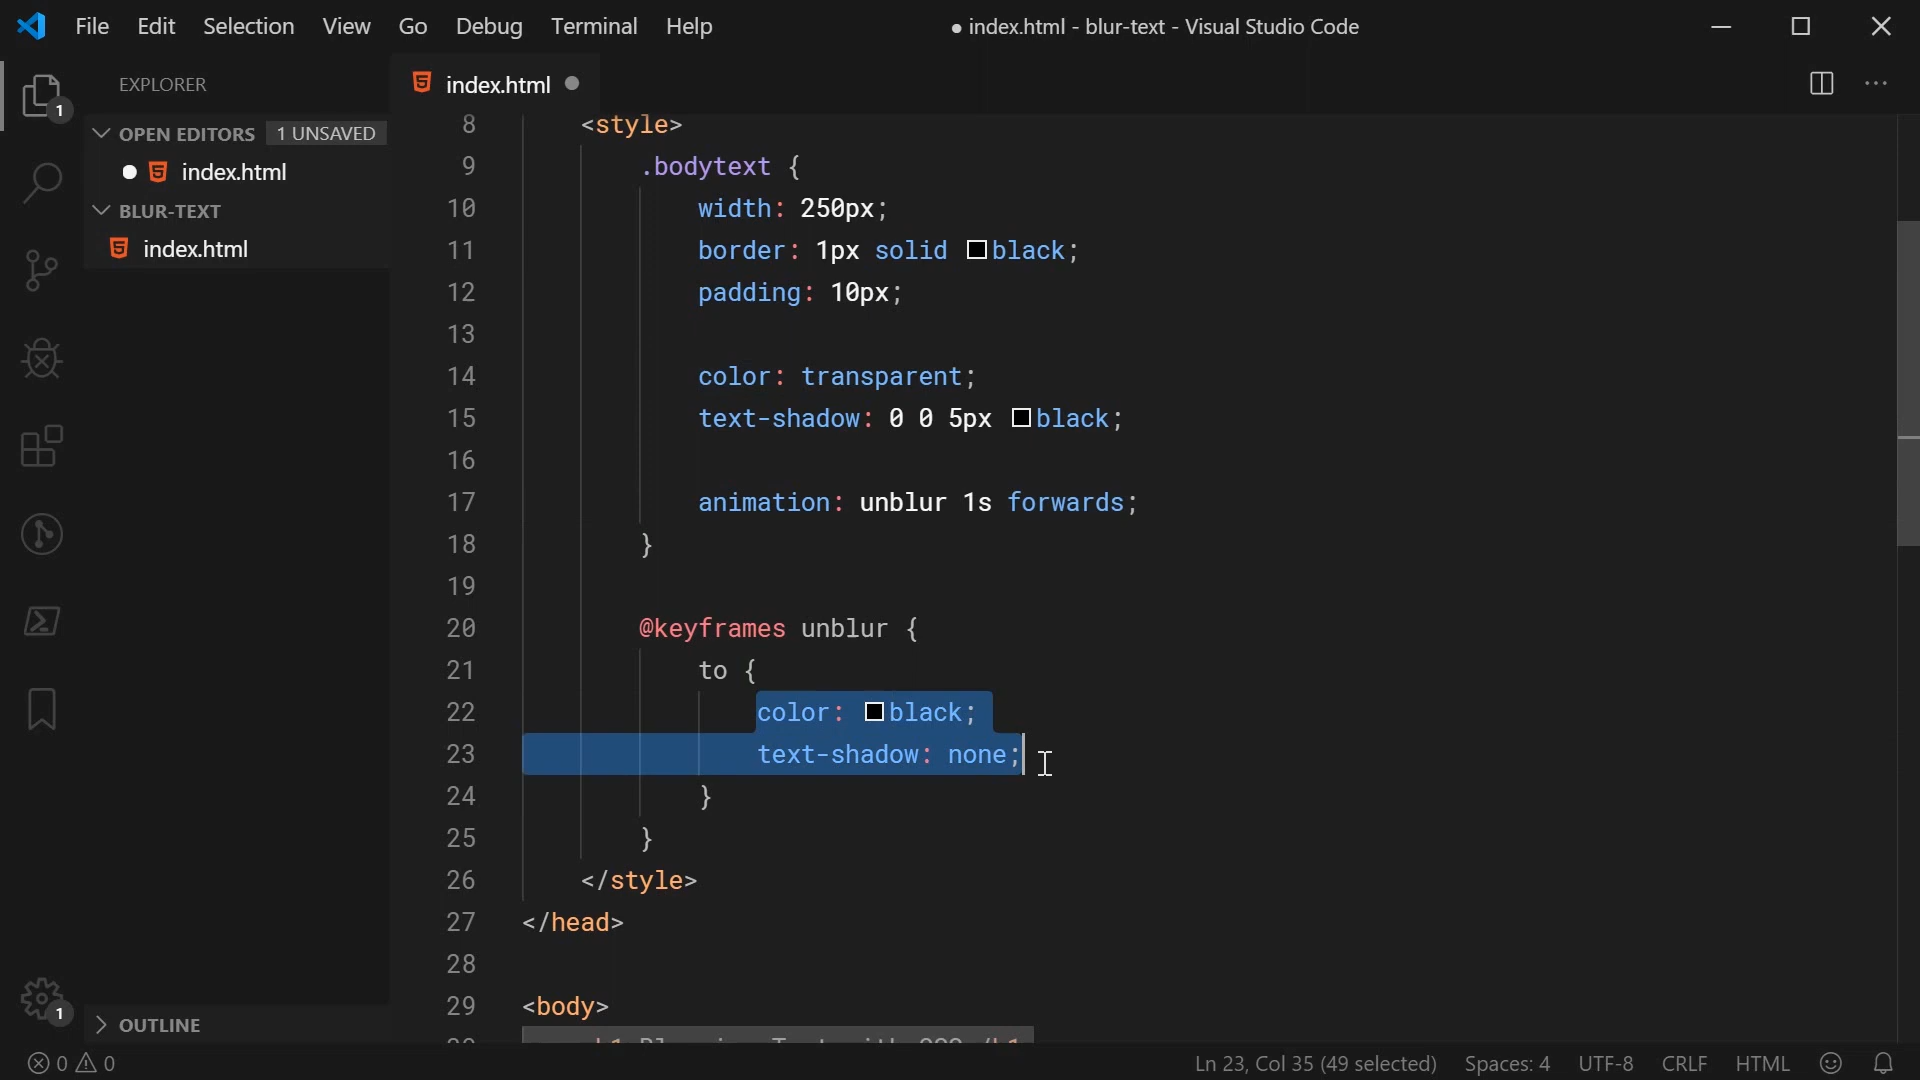 File Edit Selection View Go Debug Terminal Help
● index.html - blur-text - Visual Studio Code
EXPLORER
index.html
1
OPEN EDITORS 1 UNSAVED
index.html
BLUR-TEXT
index.html
8 <style>
9 .bodytext {
10 width: 250px;
11 border: 1px solid black;
12 padding: 10px;
13
14 color: transparent;
15 text-shadow: 0 0 5px black;
16
17 animation: unblur 1s forwards;
18 }
19
20 @keyframes unblur {
21 to {
22 color: black;
23 text-shadow: none;
24 }
25 }
26 </style>
27 </head>
28
29 <body>
1
OUTLINE
0 0 Ln 23, Col 35 (49 selected) Spaces: 4 UTF-8 CRLF HTML